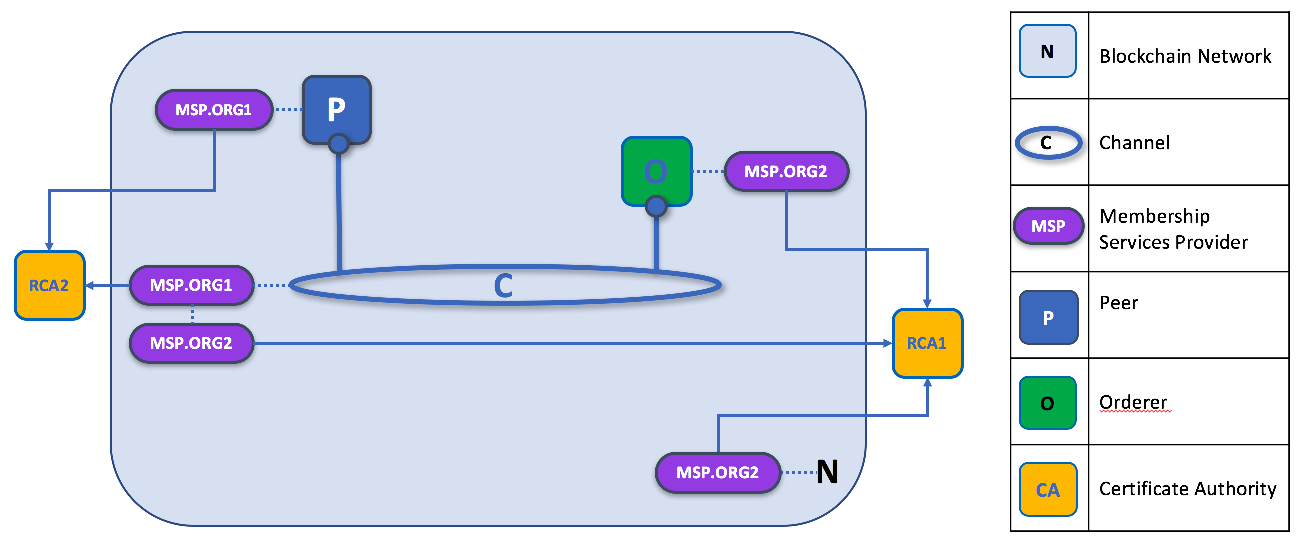 MSP.ORG1
P
O
MSP.ORG2
RCA2
MSP.ORG1
C
MSP.ORG2
RCA1
MSP.ORG2
N
N
Blockchain Network
C
Channel
MSP
Membership
Services Provider
P
Peer
O
Orderer
CA
Certificate Authority